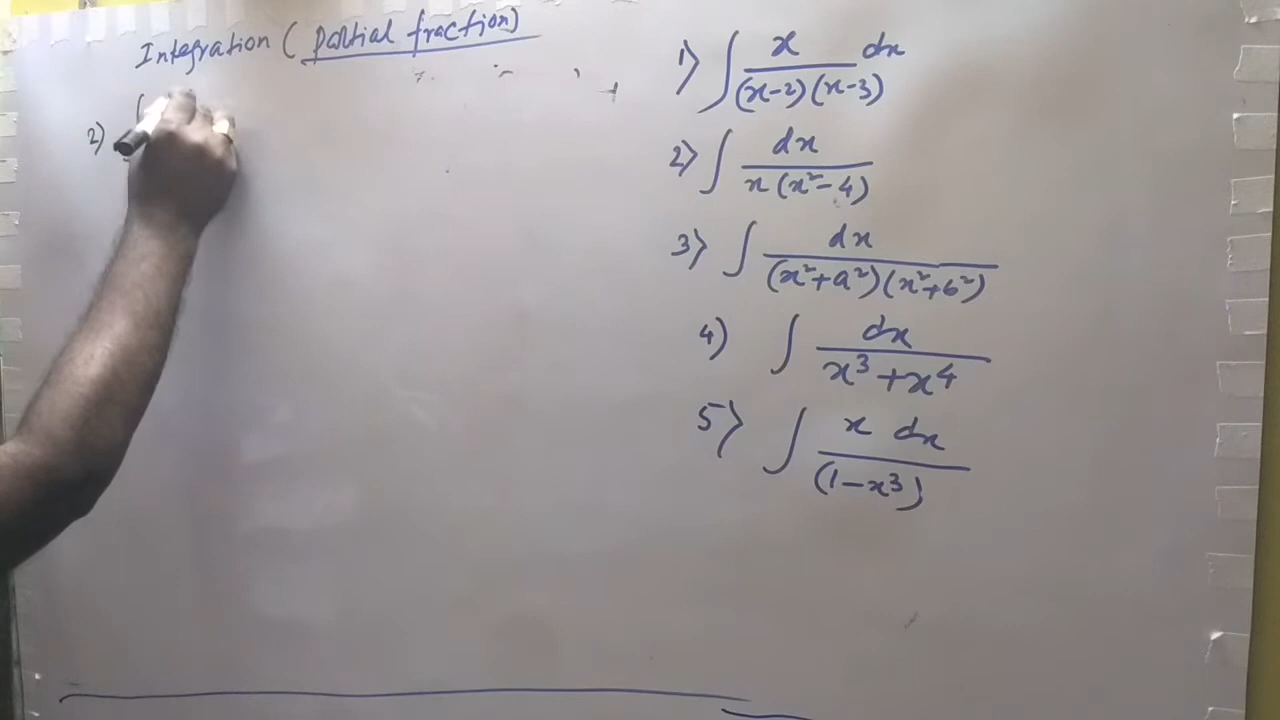 Integration (Partial fraction)
2)
1) ∫ x/(x-2)(x-3) dx
2) ∫ dx/x(x²-4)
3) ∫ dx/(x²+a²)(x²+b²)
4) ∫ dx/x³+x⁴
5) ∫ x dx/(1-x³)